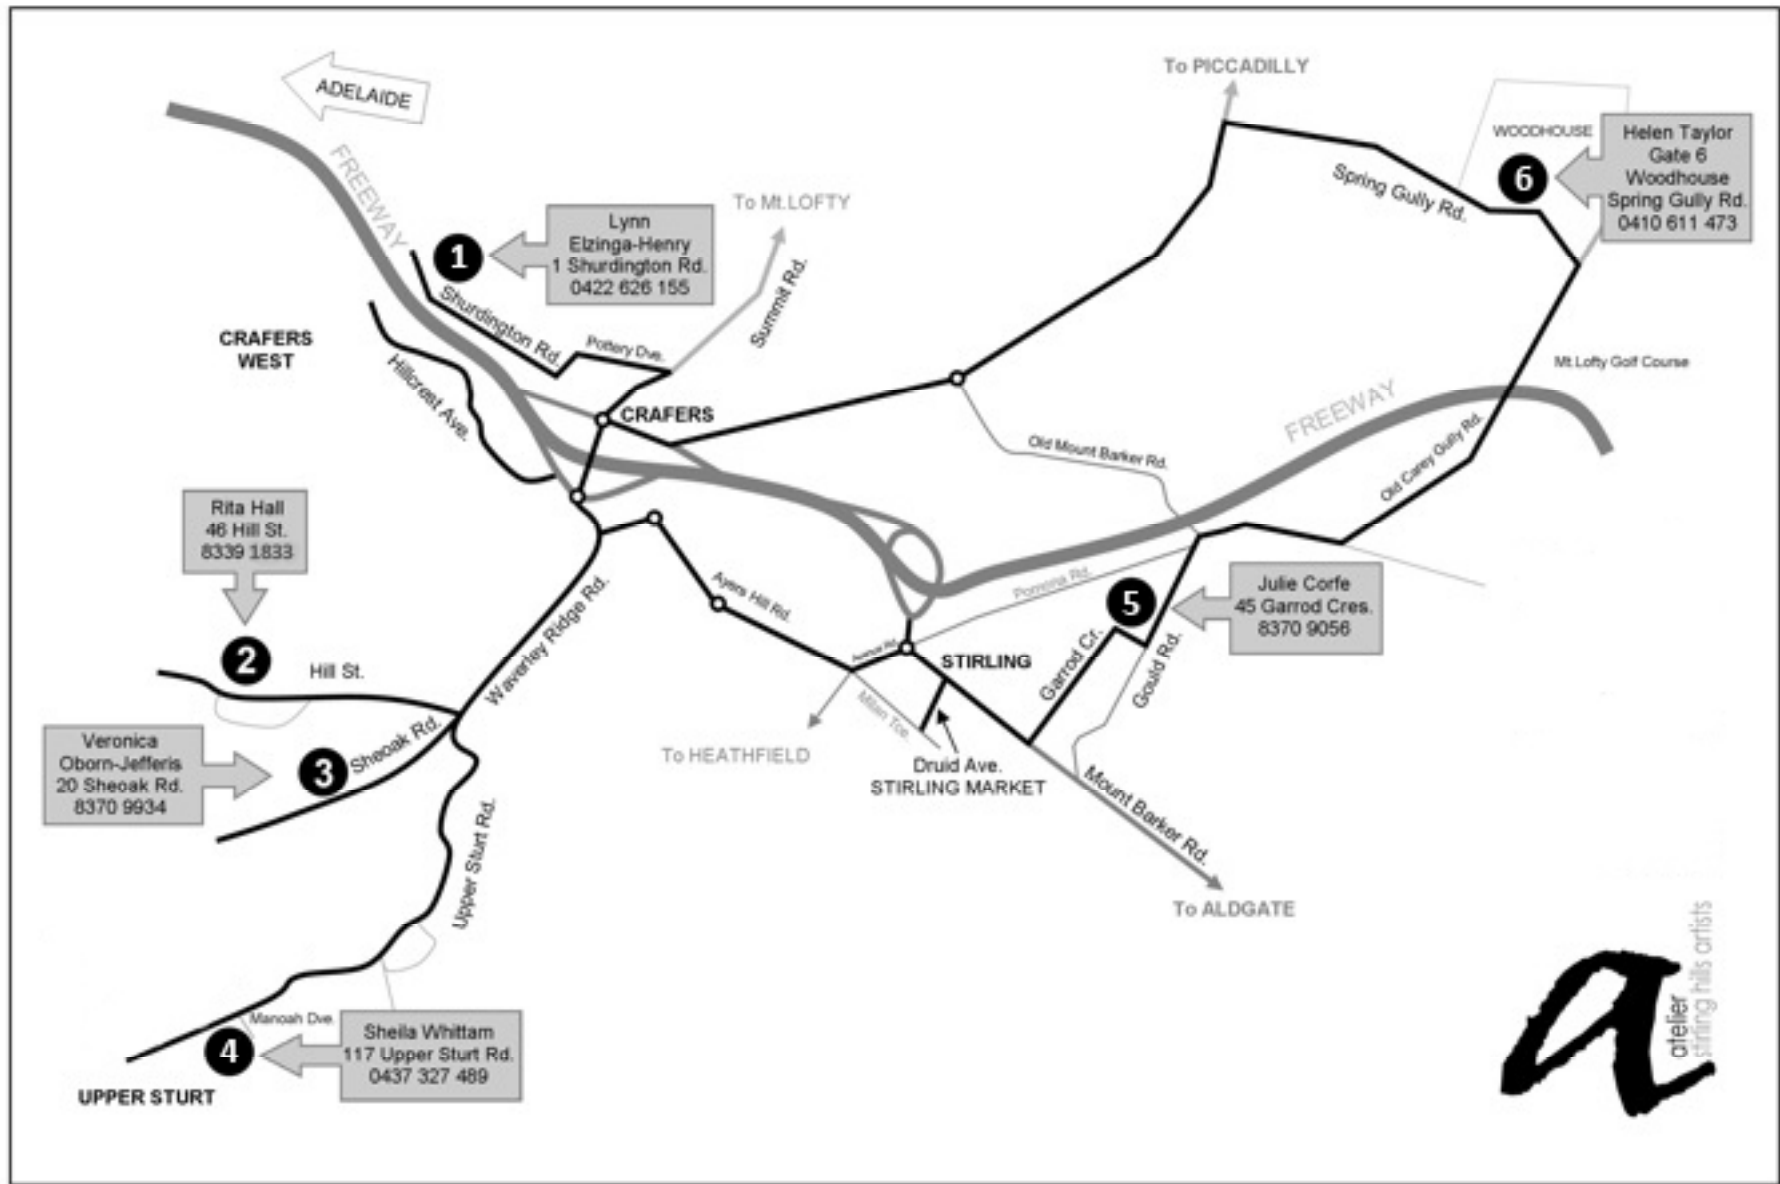 ADELAIDE
FREEWAY
To PICCADILLY
WOODHOUSE
6
Helen Taylor
Gate 6
Woodhouse
Spring Gully Rd.
0410 611 473
Spring Gully Rd.
To Mt.LOFTY
Summit Rd.
1
Lynn
Elzinga-Henry
1 Shurdington Rd.
0422 626 155
Shurdington Rd.
Pottery Dve.
CRAFERS
WEST
Hillcrest Ave.
CRAFERS
Mt.Lofty Golf Course
FREEWAY
Old Mount Barker Rd.
Old Carey Gully Rd.
Rita Hall
46 Hill St.
8339 1833
2
Hill St.
Waverley Ridge Rd.
Ayers Hill Rd.
Avenue Rd.
Pomona Rd.
STIRLING
5
Julie Corfe
45 Garrod Cres.
8370 9056
Garrod Cr.
Gould Rd.
Milan Tce.
To HEATHFIELD
Druid Ave.
STIRLING MARKET
Mount Barker Rd.
To ALDGATE
Veronica
Oborn-Jefferis
20 Sheoak Rd.
8370 9934
3
Sheoak Rd.
Upper Sturt Rd.
Manoah Dve.
4
Sheila Whittam
117 Upper Sturt Rd.
0437 327 489
UPPER STURT
a
atelier
stirling hills artists